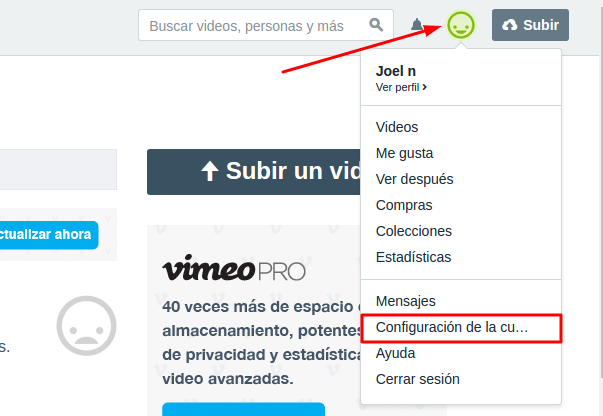 Buscar videos, personas y más
Subir
Joel n
Ver perfil
Videos
Me gusta
Ver después
Compras
Colecciones
Estadísticas
Mensajes
Configuración de la cu…
Ayuda
Cerrar sesión
Subir un vid
ctualizar ahora
s.
vimeo PRO
40 veces más de espacio
almacenamiento, potentes
de privacidad y estadística
video avanzadas.